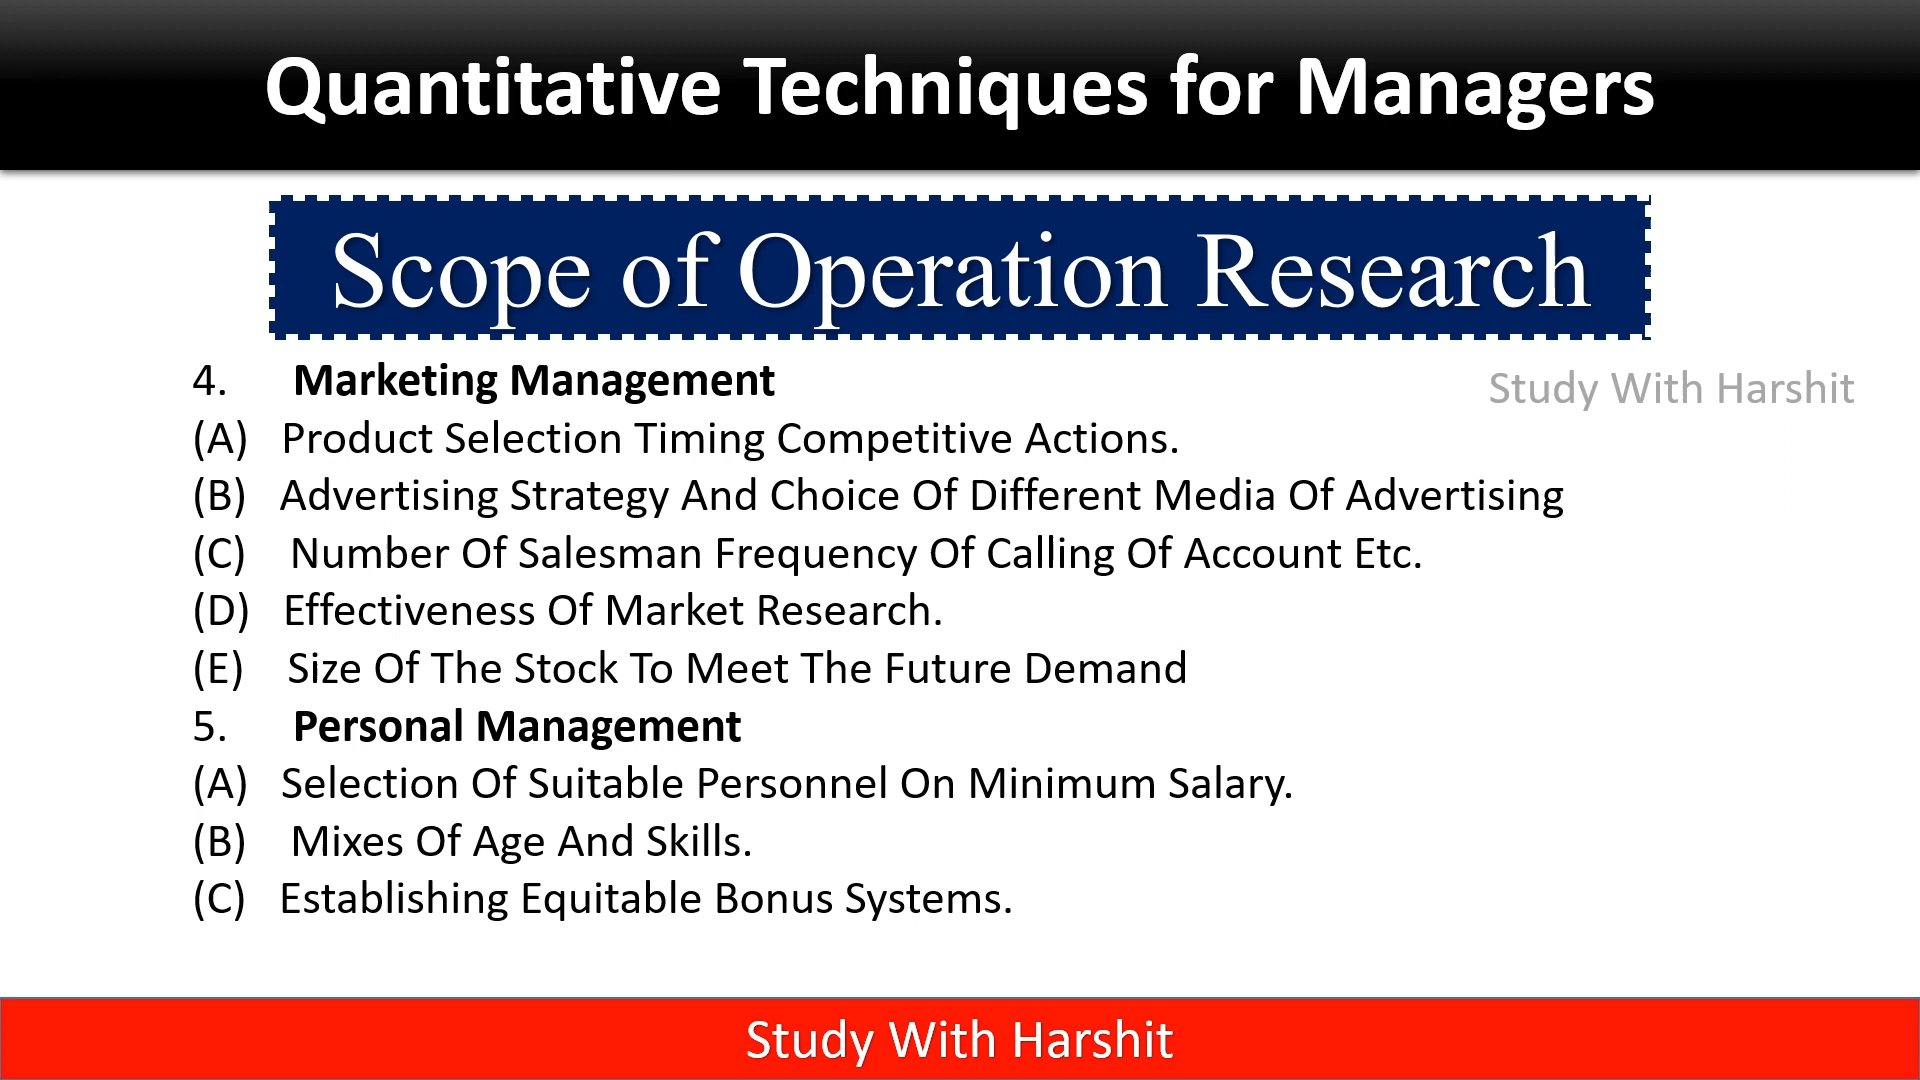 Quantitative Techniques for Managers
Scope of Operation Research
4. Marketing Management
Study With Harshit
(A) Product Selection Timing Competitive Actions.
(B) Advertising Strategy And Choice Of Different Media Of Advertising
(C) Number Of Salesman Frequency Of Calling Of Account Etc.
(D) Effectiveness Of Market Research.
(E) Size Of The Stock To Meet The Future Demand
5. Personal Management
(A) Selection Of Suitable Personnel On Minimum Salary.
(B) Mixes Of Age And Skills.
(C) Establishing Equitable Bonus Systems.
Study With Harshit